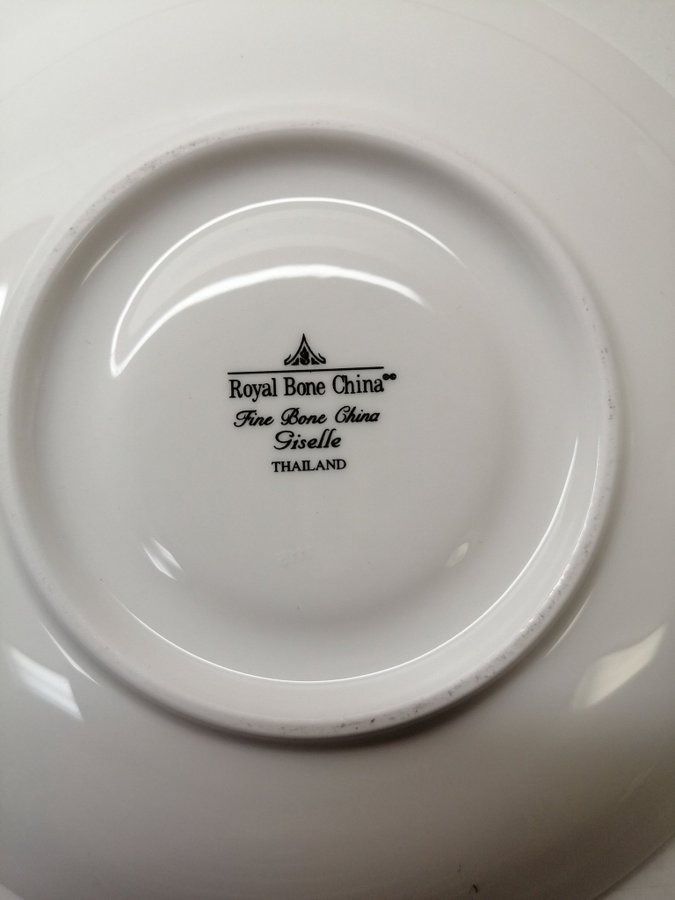 Royal Bone China∞
Fine Bone China
Giselle
THAILAND